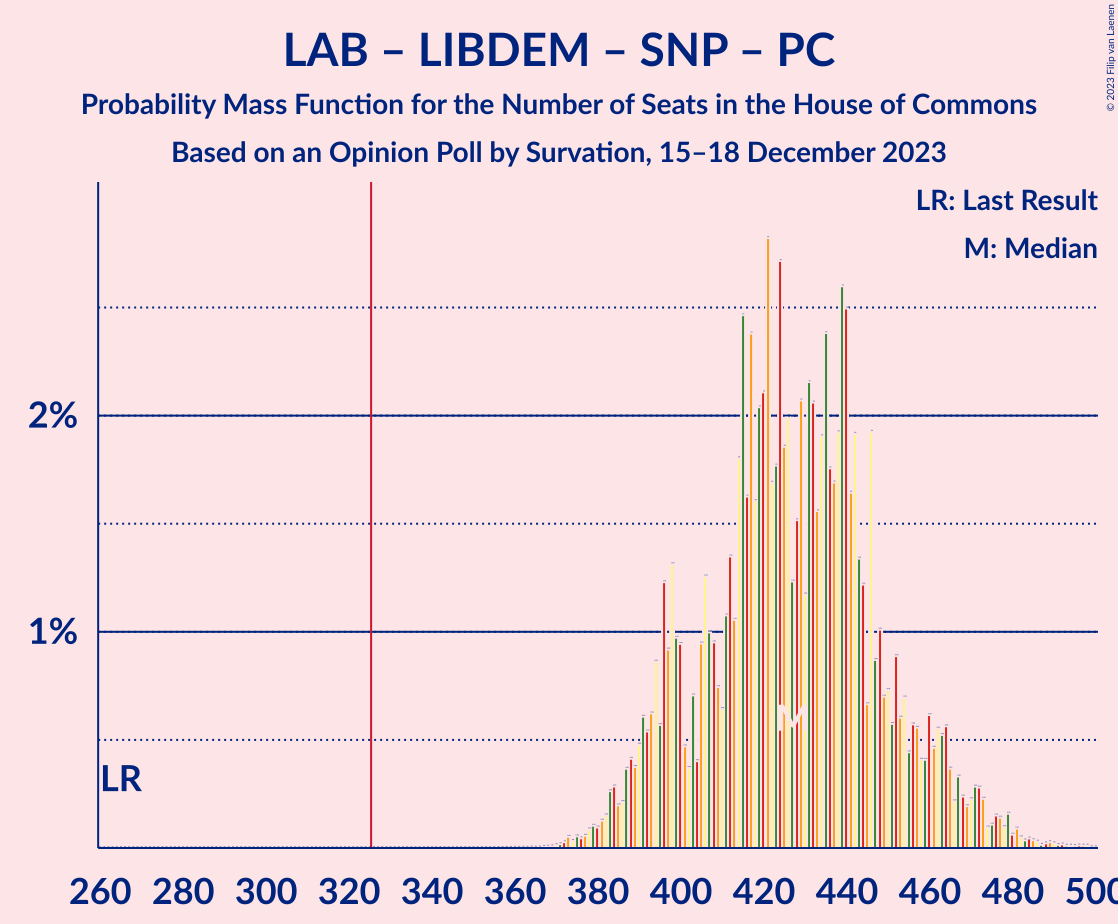 LAB – LIBDEM – SNP – PC
Probability Mass Function for the Number of Seats in the House of Commons
Based on an Opinion Poll by Survation, 15–18 December 2023
© 2023 Filip van Laenen
LR: Last Result
M: Median
2%
1%
LR
M
260 280 300 320 340 360 380 400 420 440 460 480 500